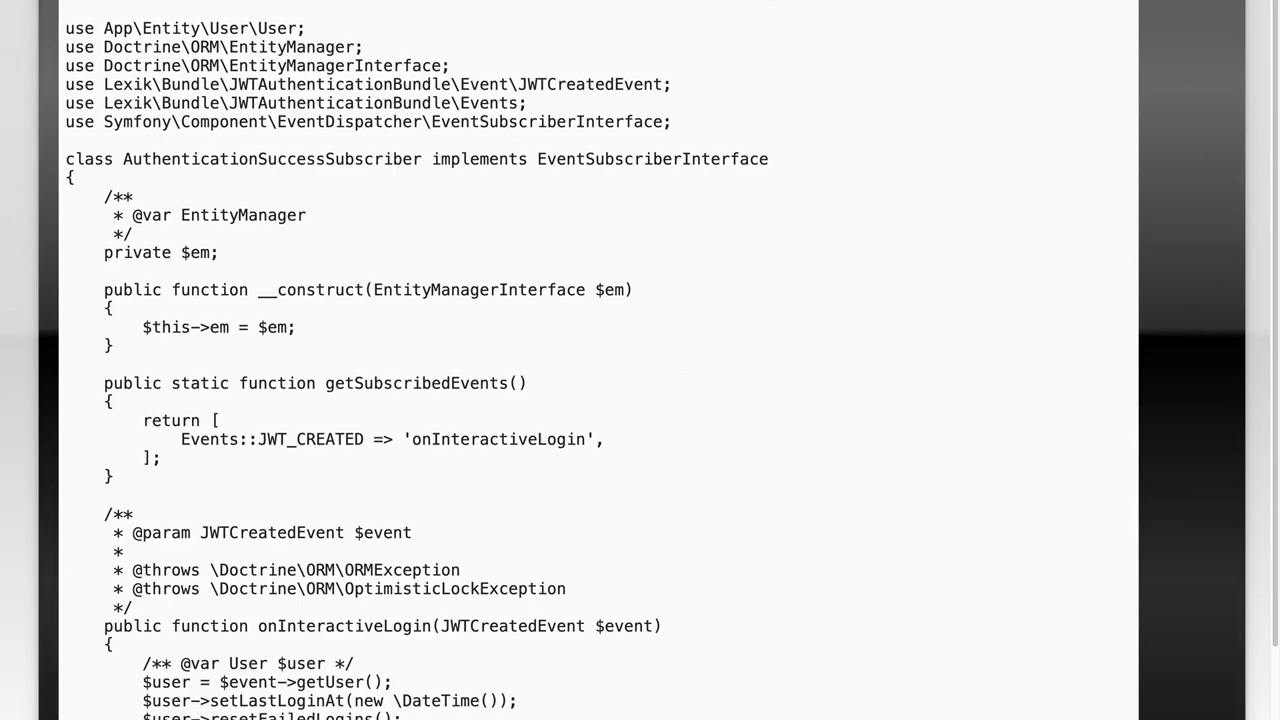 use App\Entity\User\User;
use Doctrine\ORM\EntityManager;
use Doctrine\ORM\EntityManagerInterface;
use Lexik\Bundle\JWTAuthenticationBundle\Event\JWTCreatedEvent;
use Lexik\Bundle\JWTAuthenticationBundle\Events;
use Symfony\Component\EventDispatcher\EventSubscriberInterface;
class AuthenticationSuccessSubscriber implements EventSubscriberInterface
{
/**
* @var EntityManager
*/
private $em;
public function __construct(EntityManagerInterface $em)
{
$this->em = $em;
}
public static function getSubscribedEvents()
{
return [
Events::JWT_CREATED => 'onInteractiveLogin',
];
}
/**
* @param JWTCreatedEvent $event
*
* @throws \Doctrine\ORM\ORMException
* @throws \Doctrine\ORM\OptimisticLockException
*/
public function onInteractiveLogin(JWTCreatedEvent $event)
{
/** @var User $user */
$user = $event->getUser();
$user->setLastLoginAt(new \DateTime());
$user->resetFailedLogins();